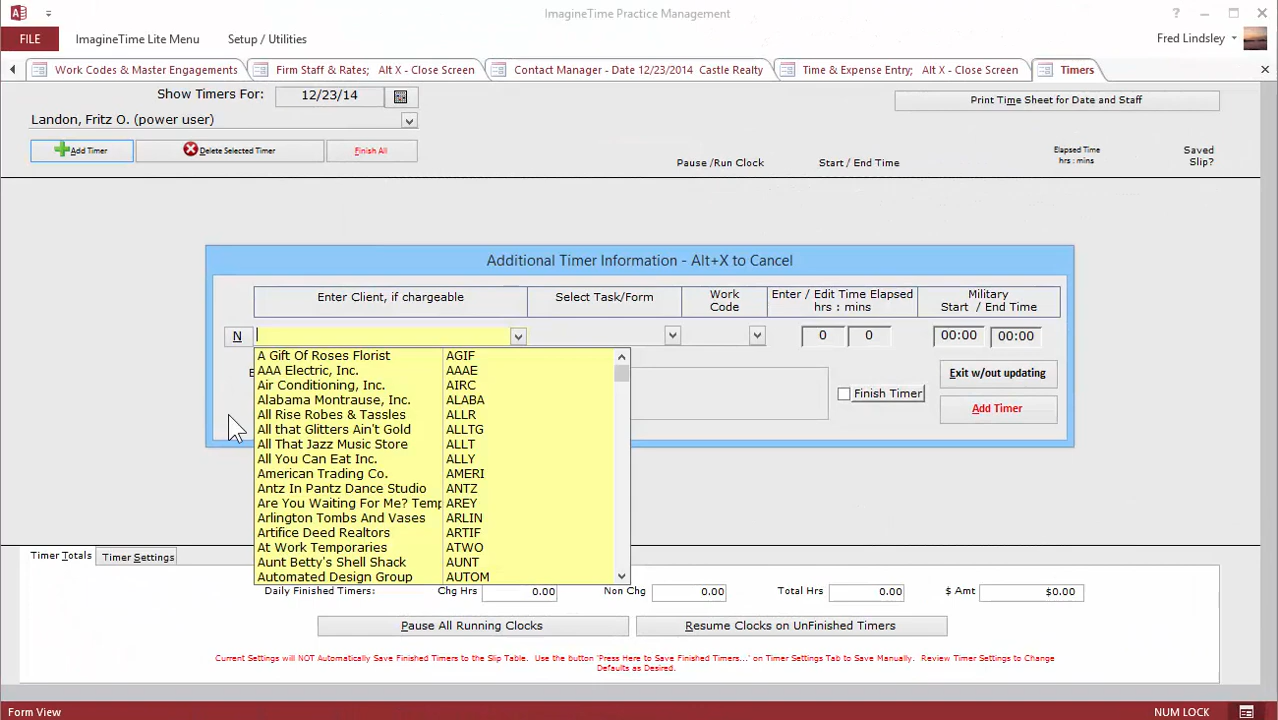 ImagineTime Practice Management
?
FILE
ImagineTime Lite Menu
Setup / Utilities
Fred Lindsley
Work Codes & Master Engagements
Firm Staff & Dates; Alt X - Close Screen
Contact Manager - Date 12/23/2014 Castle Realty
Time & Expense Entry; Alt X - Close Screen
Timers
Show Timers For:
12/23/14
Print Time Sheet for Date and Staff
Landon, Fritz O. (power user)
Add Timer
Delete Selected Timer
Finish All
Pause /Run Clock
Start / End Time
Elapsed Time
hrs : mins
Saved
Slip?
Additional Timer Information - Alt+X to Cancel
Enter Client, if chargeable
Select Task/Form
Work
Code
Enter / Edit Time Elapsed
hrs : mins
Military
Start / End Time
N
0
0
00:00
00:00
A Gift Of Roses Florist AGIF
AAA Electric, Inc. AAAE
Air Conditioning, Inc. AIRC
Alabama Montrause, Inc. ALABA
All Rise Robes & Tassles ALLR
All that Glitters Ain't Gold ALLTG
All That Jazz Music Store ALLT
All You Can Eat Inc. ALLY
American Trading Co. AMERI
Antz In Pantz Dance Studio ANTZ
Are You Waiting For Me? Temp AREY
Arlington Tombs And Vases ARLIN
Artifice Deed Realtors ARTIF
At Work Temporaries ATWO
Aunt Betty's Shell Shack AUNT
Automated Design Group AUTOM
Exit w/out updating
Finish Timer
Add Timer
Timer Totals
Timer Settings
Daily Finished Timers:
Chg Hrs
0.00
Non Chg
0.00
Total Hrs
0.00
$ Amt
$0.00
Pause All Running Clocks
Resume Clocks on UnFinished Timers
Current Settings will NOT Automatically Save Finished Timers to the Slip Table. Use the button 'Press Here to Save Finished Timers...' on Timer Settings Tab to Save Manually. Review Timer Settings to Change
Defaults as Desired.
Form View
NUM LOCK